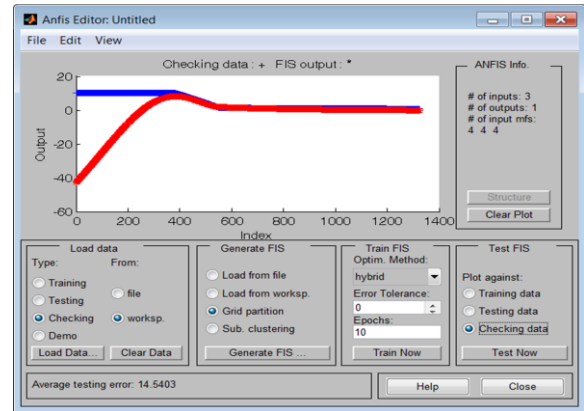 Anfis Editor: Untitled
File Edit View
Checking data : + FIS output : *
20
0
-20
-40
-60
Output
0 200 400 600 800 1000 1200 1400
Index
ANFIS Info.
# of inputs: 3
# of outputs: 1
# of input mfs:
4 4 4
Structure
Clear Plot
Load data
Type: From:
Training
Testing
Checking
Demo
file
worksp.
Load Data... Clear Data
Generate FIS
Load from file
Load from worksp.
Grid partition
Sub. clustering
Generate FIS ...
Train FIS
Optim. Method:
hybrid
Error Tolerance:
0
Epochs:
10
Train Now
Test FIS
Plot against:
Training data
Testing data
Checking data
Test Now
Average testing error: 14.5403
Help Close